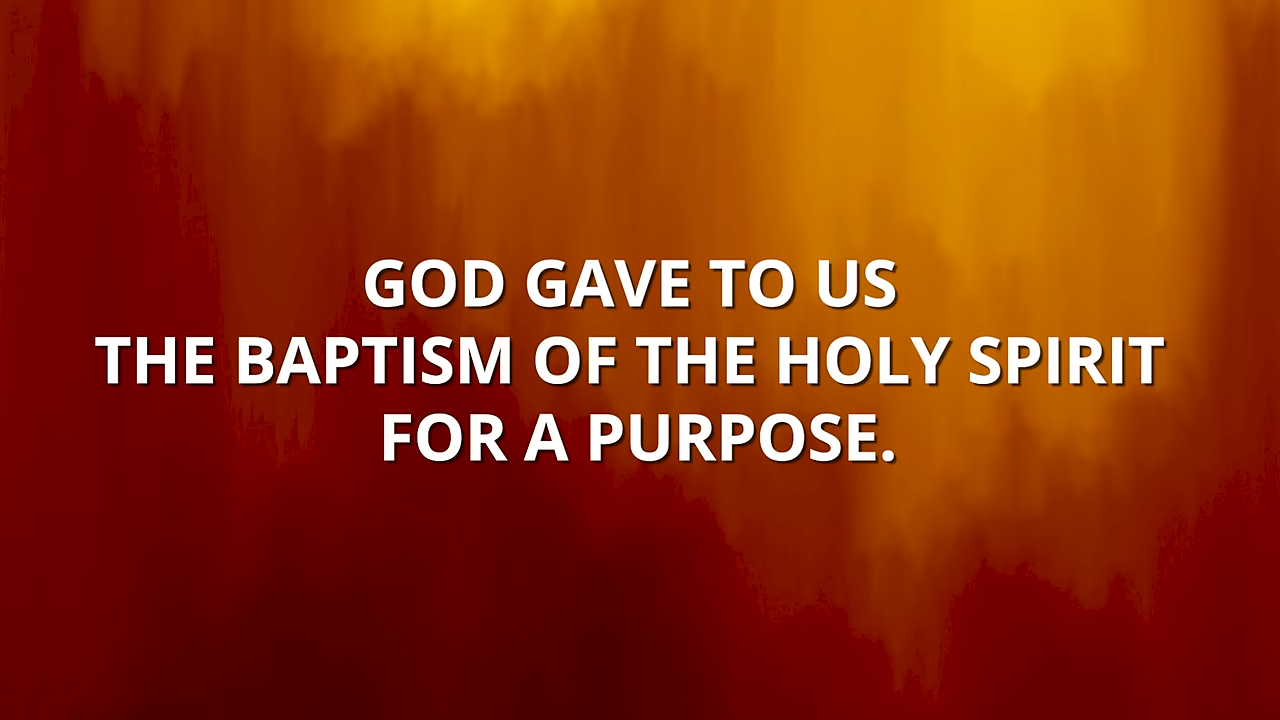 GOD GAVE TO US
THE BAPTISM OF THE HOLY SPIRIT
FOR A PURPOSE.